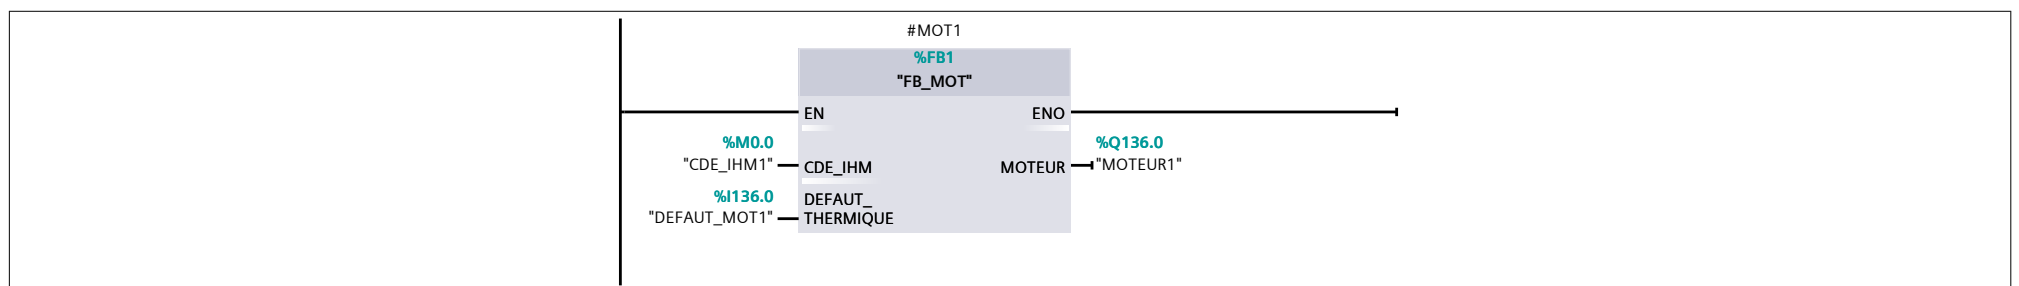 #MOT1
%FB1
"FB_MOT"
EN
ENO
%M0.0
%Q136.0
"CDE_IHM1"
CDE_IHM
MOTEUR
"MOTEUR1"
%I136.0
DEFAUT_
"DEFAUT_MOT1"
THERMIQUE